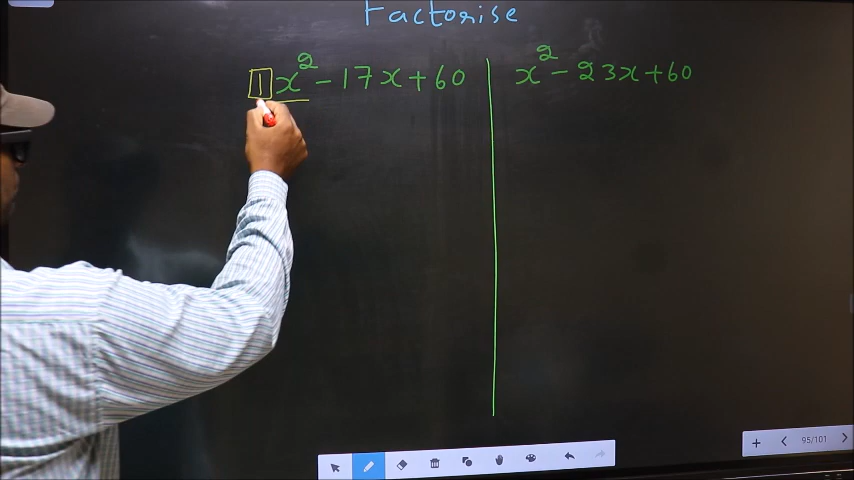 Factorise
1x² - 17x + 60
x² - 23x + 60
95/101